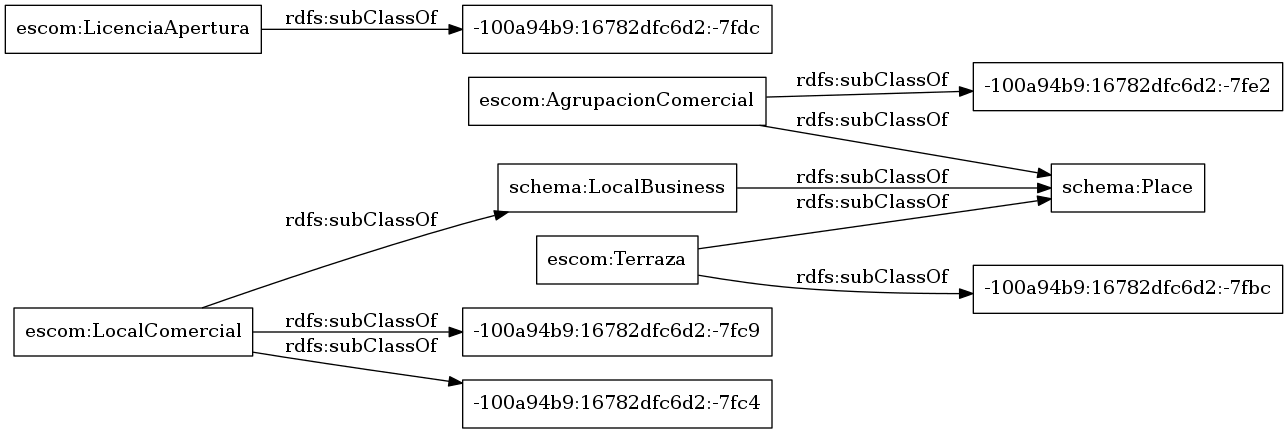 escom:LicenciaApertura
rdfs:subClassOf
-100a94b9:16782dfc6d2:-7fdc
escom:AgrupacionComercial
rdfs:subClassOf
-100a94b9:16782dfc6d2:-7fe2
rdfs:subClassOf
schema:LocalBusiness
rdfs:subClassOf
schema:Place
rdfs:subClassOf
escom:Terraza
rdfs:subClassOf
-100a94b9:16782dfc6d2:-7fbc
rdfs:subClassOf
escom:LocalComercial
rdfs:subClassOf
-100a94b9:16782dfc6d2:-7fc9
rdfs:subClassOf
-100a94b9:16782dfc6d2:-7fc4